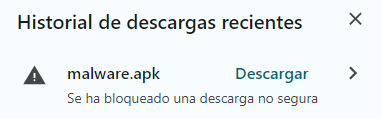 Historial de descargas recientes
malware.apk Descargar
Se ha bloqueado una descarga no segura